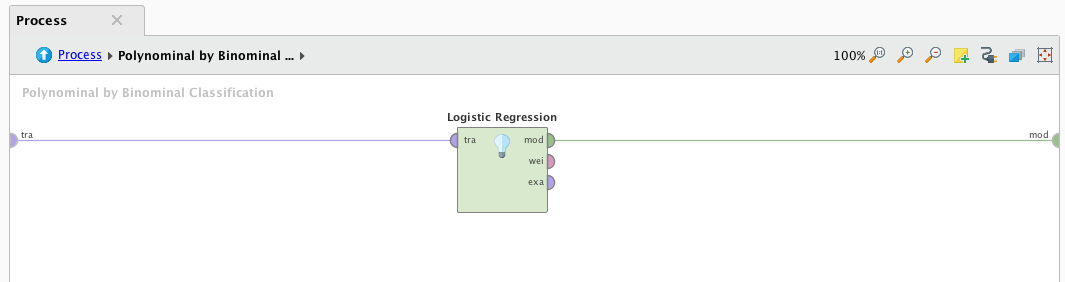 Process
Process Polynominal by Binominal ... 100%
Polynominal by Binominal Classification
Logistic Regression
tra tra mod mod
wei
exa